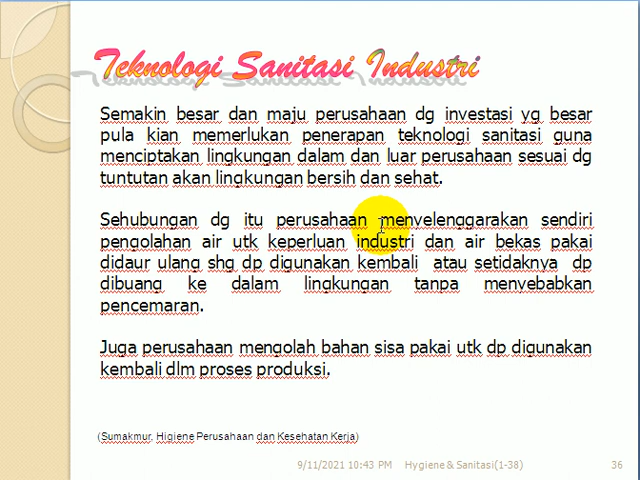 Teknologi Sanitasi Industri
Semakin besar dan maju perusahaan dg investasi yg besar
pula kian memerlukan penerapan teknologi sanitasi guna
menciptakan lingkungan dalam dan luar perusahaan sesuai dg
tuntutan akan lingkungan bersih dan sehat.
Sehubungan dg itu perusahaan menyelenggarakan sendiri
pengolahan air utk keperluan industri dan air bekas pakai
didaur ulang shg dp digunakan kembali atau setidaknya dp
dibuang ke dalam lingkungan tanpa menyebabkan
pencemaran.
Juga perusahaan mengolah bahan sisa pakai utk dp digunakan
kembali dlm proses produksi.
(Sumakmur, Higiene Perusahaan dan Kesehatan Kerja)
9/11/2021 10:43 PM Hygiene & Sanitasi(1-38) 36